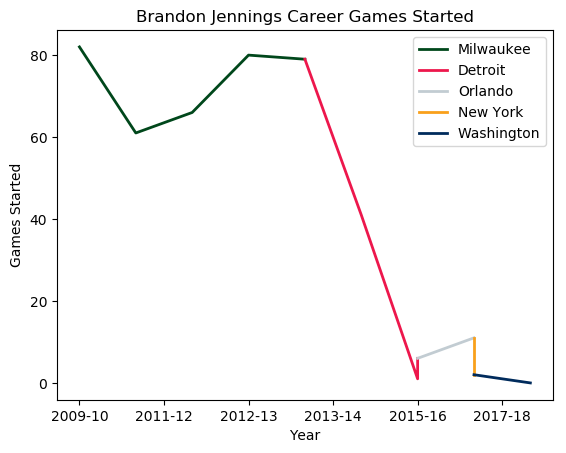 Brandon Jennings Career Games Started
Milwaukee
Detroit
Orlando
New York
Washington
Games Started
80
60
40
20
0
2009-10 2011-12 2012-13 2013-14 2015-16 2017-18
Year